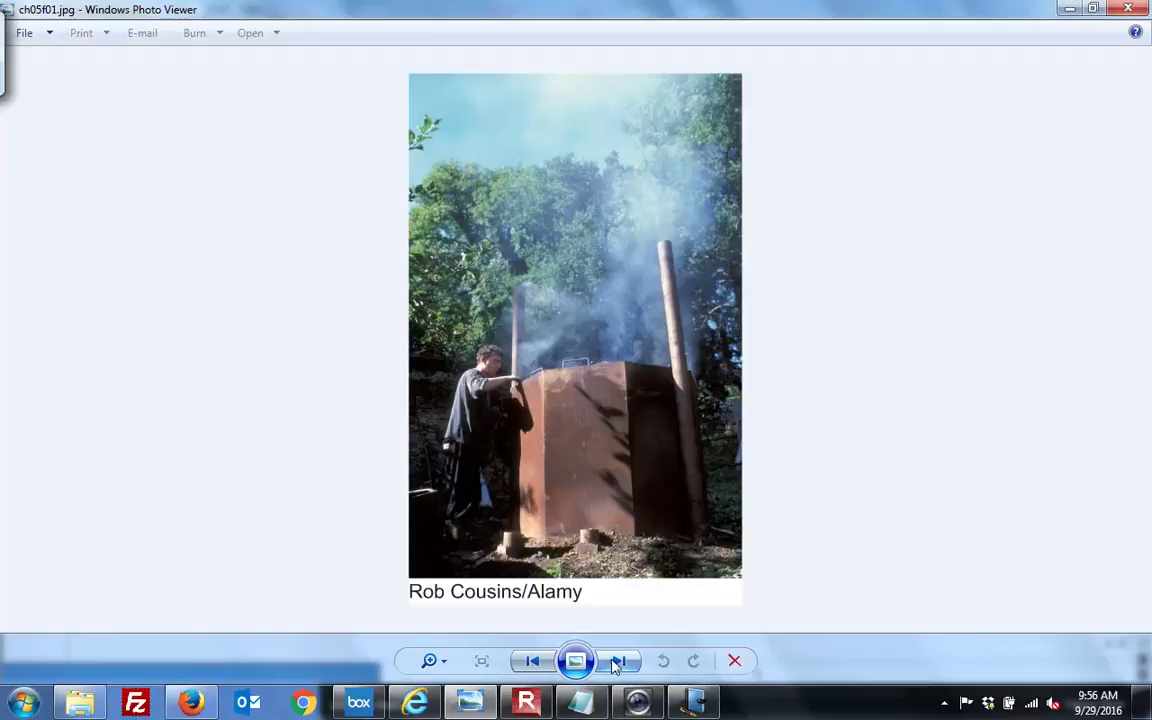 ch05f01.jpg - Windows Photo Viewer
File Print E-mail Burn Open
Rob Cousins/Alamy
box
R
9:56 AM
9/29/2016